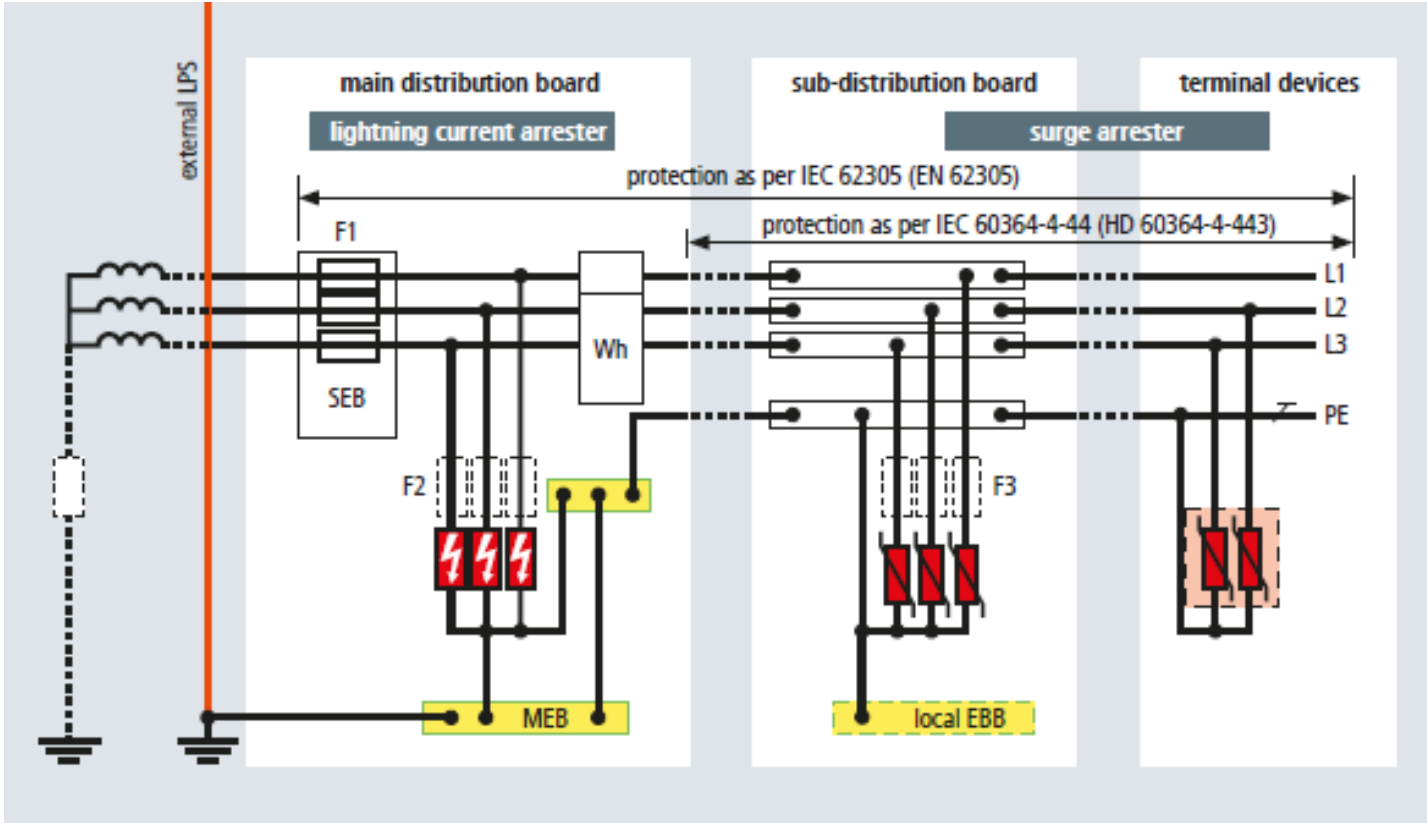 external LPS
main distribution board
sub-distribution board
terminal devices
lightning current arrester
surge arrester
protection as per IEC 62305 (EN 62305)
protection as per IEC 60364-4-44 (HD 60364-4-443)
F1
L1
L2
L3
Wh
SEB
PE
F2
F3
MEB
local EBB